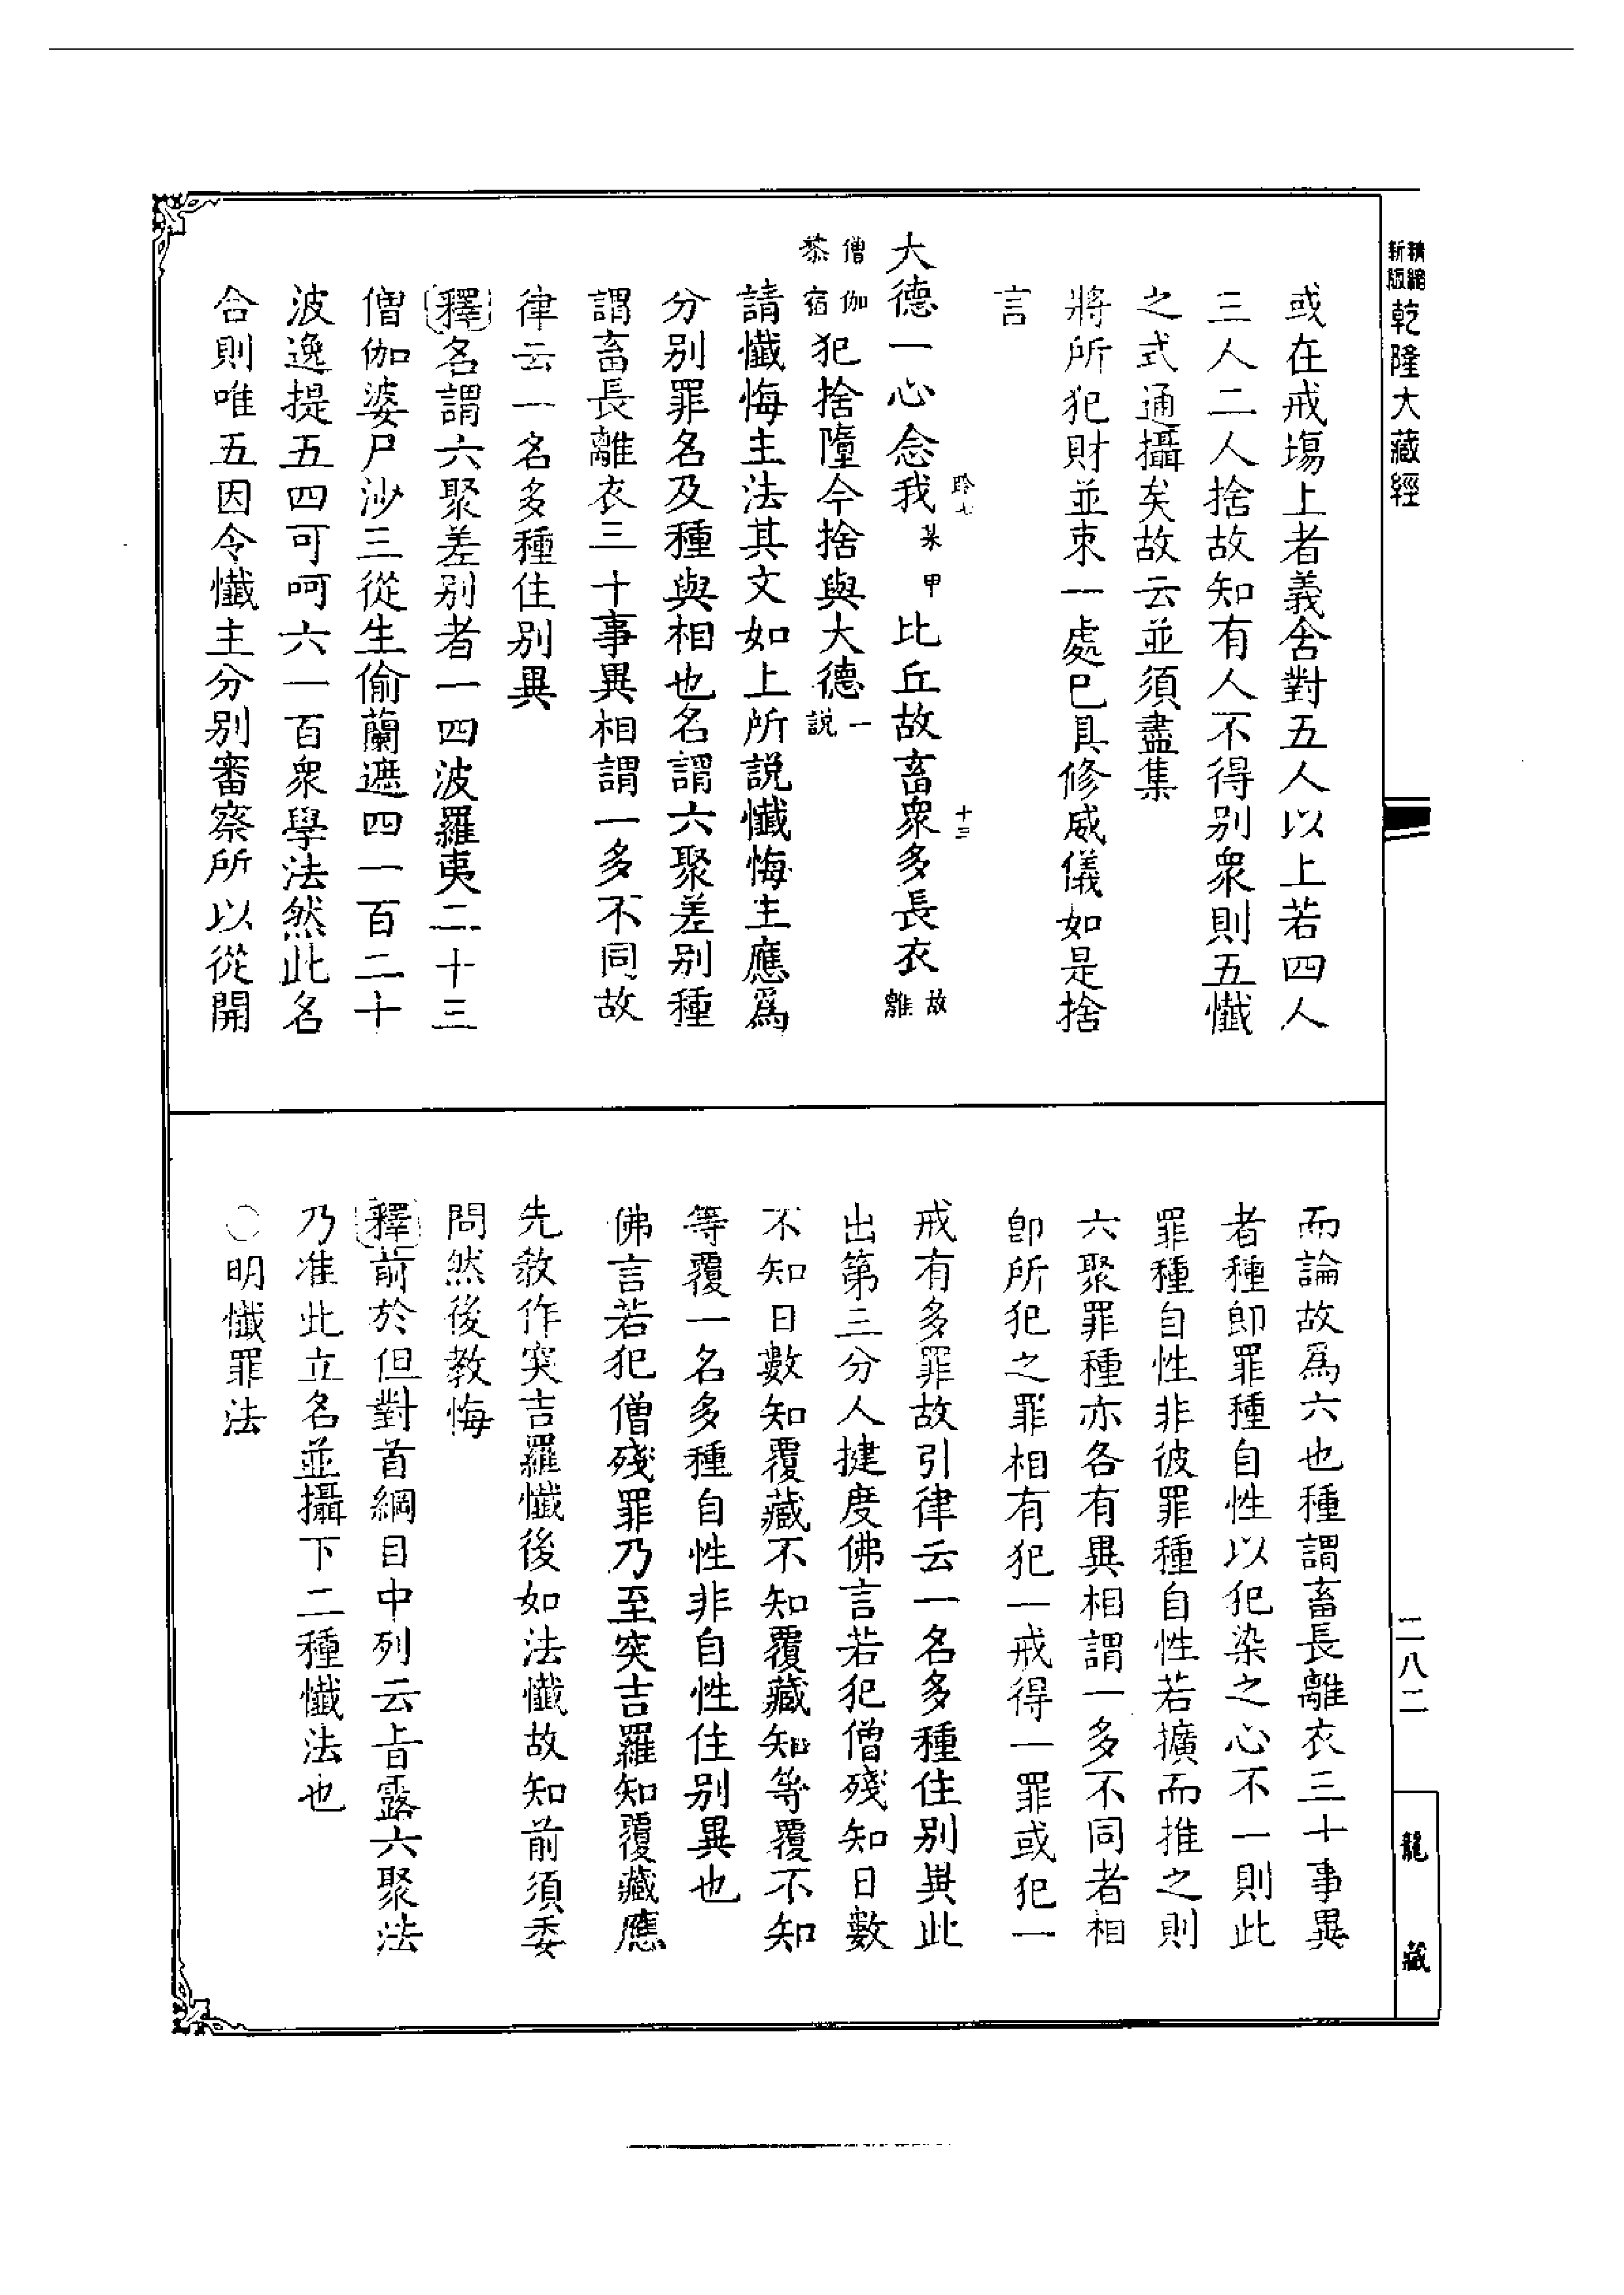 精縮新版乾隆大藏經
或在戒場上者義舍對五人以上若四人
三人二人捨故知有人不得别衆則五懺
之式通攝矣故云並須盡集
將所犯財並束一處已具修威儀如是捨
言
大德一心念我某甲比丘故畜衆多長衣故離
僧伽黎宿犯捨墮今捨與大德一説
請懺悔主法其文如上所説懺悔主應爲
分别罪名及種與相也名謂六聚差别種
謂畜長離衣三十事異相謂一多不同故
律云一名多種住别異
釋名謂六聚差别者一四波羅夷二十三
僧伽婆尸沙三從生偷蘭遮四一百二十
波逸提五四可呵六一百衆學法然此名
合則唯五因令懺主分别審察所以從開
而論故爲六也種謂畜長離衣三十事異
者種卽罪種自性以犯染之心不一則此
罪種自性非彼罪種自性若擴而推之則
六聚罪種亦各有異相謂一多不同者相
卽所犯之罪相有犯一戒得一罪或犯一
戒有多罪故引律云一名多種住别異此
出第三分人揵度佛言若犯僧殘知日數
不知日數知覆藏不知覆藏知等覆不知
等覆一名多種自性非自性住别異也
佛言若犯僧殘罪乃至突吉羅知覆藏應
先敎作突吉羅懺後如法懺故知前須委
問然後教悔
釋前於但對首綱目中列云㫖露六聚法
乃准此立名並攝下二種懺法也
〇明懺罪法
二八二
龍藏